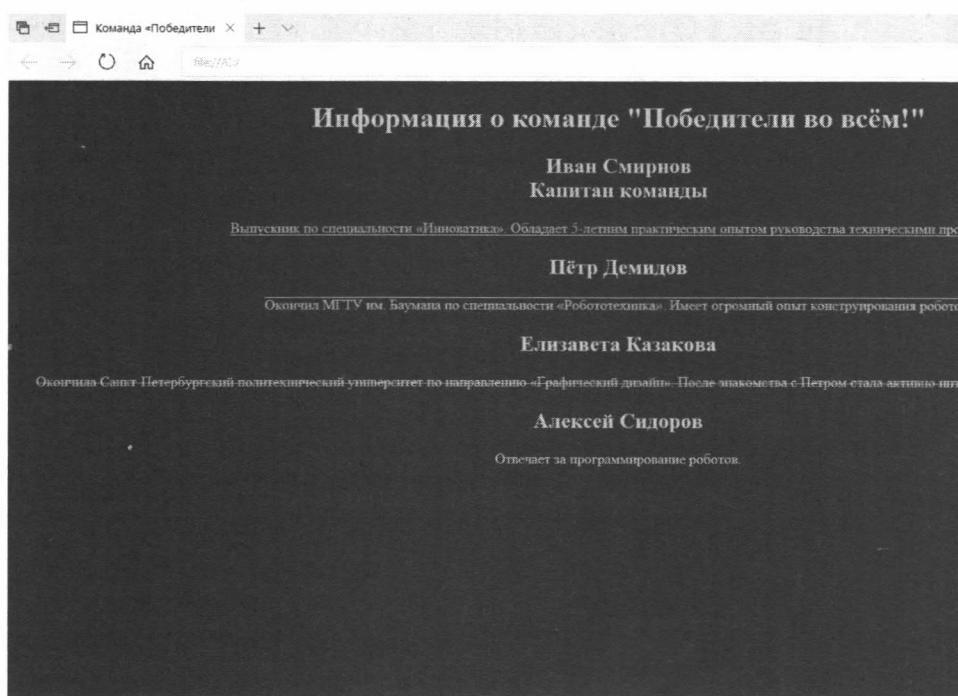 Команда «Победители
Информация о команде "Победители во всём!"
Иван Смирнов
Капитан команды
Выпускник по специальности «Инноватика». Обладает 5-летним практическим опытом руководства техническими про
Пётр Демидов
Окончил МГТУ им. Баумана по специальности «Робототехника». Имеет огромный опыт конструирования робото
Елизавета Казакова
Окончила Санкт-Петербургский политехнический университет по направлению «Графический дизайн». После знакомства с Петром стала активно инт
Алексей Сидоров
Отвечает за программирование роботов.